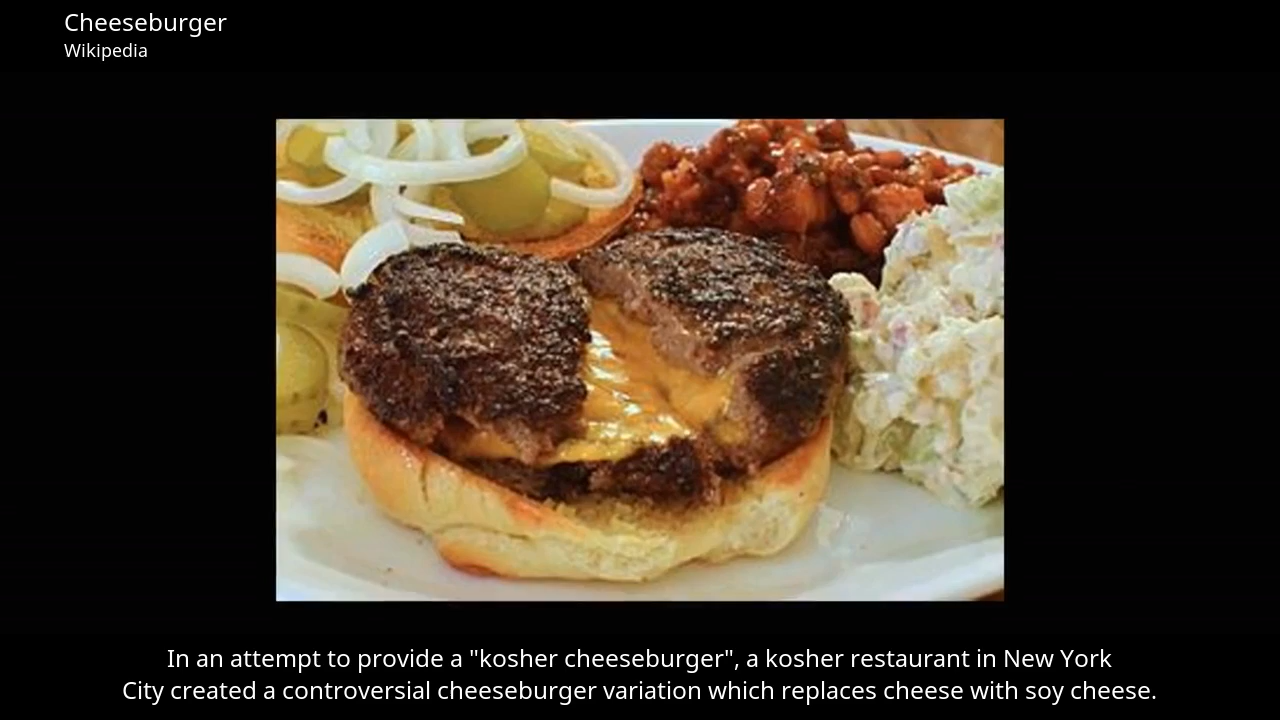 Cheeseburger
Wikipedia
In an attempt to provide a "kosher cheeseburger", a kosher restaurant in New York
City created a controversial cheeseburger variation which replaces cheese with soy cheese.